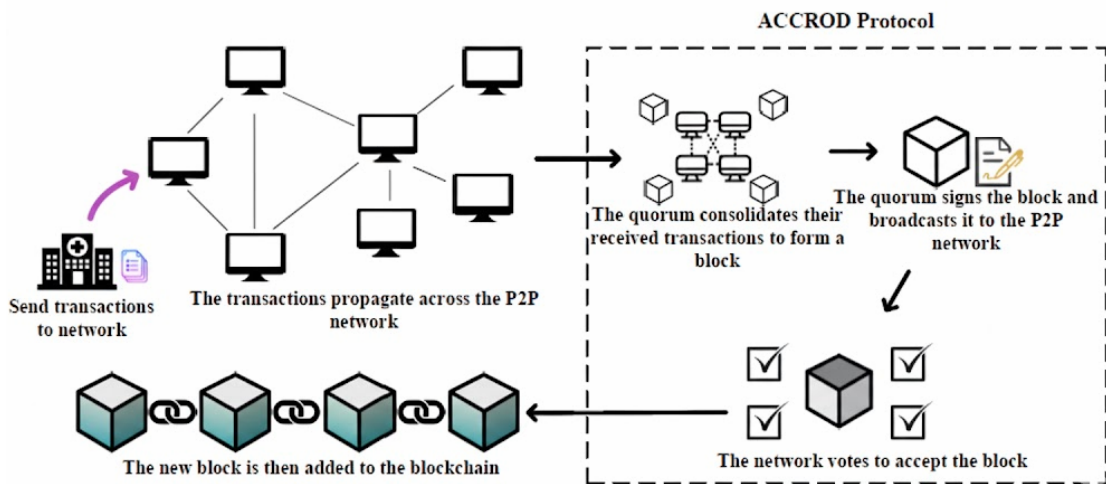 ACCROD Protocol
Send transactions
to network
The transactions propagate across the P2P
network
The quorum consolidates their
received transactions to form a
block
The quorum signs the block and
broadcasts it to the P2P
network
The network votes to accept the block
The new block is then added to the blockchain